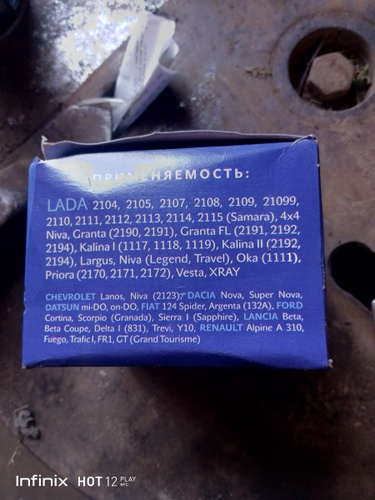 ПРИМЕНЯЕМОСТЬ:
LADA 2104, 2105, 2107, 2108, 2109, 21099,
2110, 2111, 2112, 2113, 2114, 2115 (Samara), 4x4
Niva, Granta (2190, 2191), Granta FL (2191, 2192,
2194), Kalina I (1117, 1118, 1119), Kalina II (2192,
2194), Largus, Niva (Legend, Travel), Oka (1111),
Priora (2170, 2171, 2172), Vesta, XRAY
CHEVROLET Lanos, Niva (2123); DACIA Nova, Super Nova,
DATSUN mi-DO, on-DO, FIAT 124 Spider, Argenta (132A), FORD
Cortina, Scorpio (Granada), Sierra I (Sapphire), LANCIA Beta,
Beta Coupe, Delta I (831), Trevi, Y10, RENAULT Alpine A 310,
Fuego, Trafic I, FR1, GT (Grand Tourisme)
Infinix HOT 12 PLAY
NFC